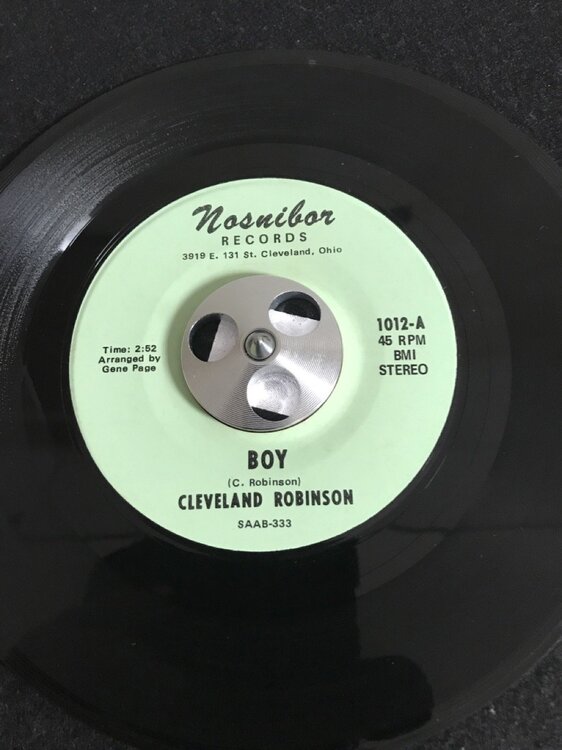 Nosnibor
RECORDS
3919 E. 131 St. Cleveland, Ohio
Time: 2:52
Arranged by
Gene Page
1012-A
45 RPM
BMI
STEREO
BOY
(C. Robinson)
CLEVELAND ROBINSON
SAAB-333